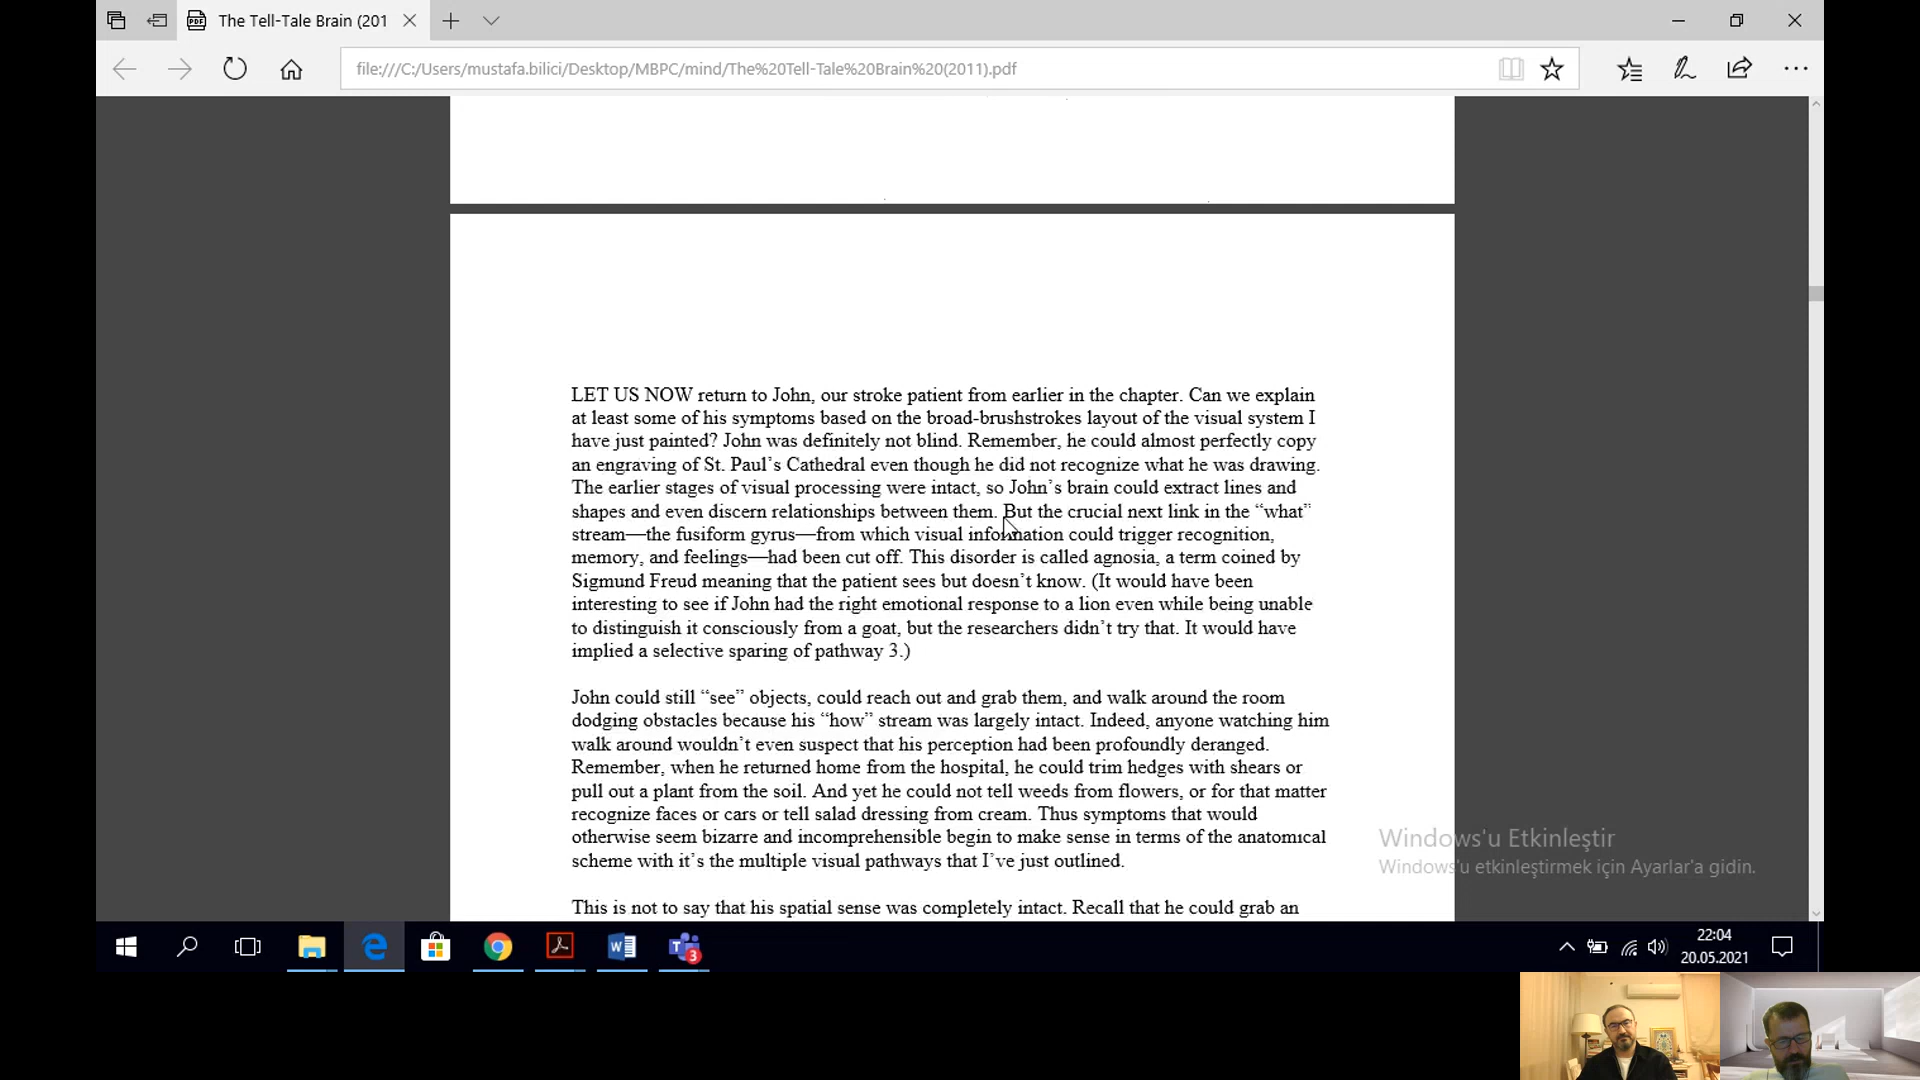 The Tell-Tale Brain (201
file:///C:/Users/mustafa.bilici/Desktop/MBPC/mind/The%20Tell-Tale%20Brain%20(2011).pdf
LET US NOW return to John, our stroke patient from earlier in the chapter. Can we explain
at least some of his symptoms based on the broad-brushstrokes layout of the visual system I
have just painted? John was definitely not blind. Remember, he could almost perfectly copy
an engraving of St. Paul’s Cathedral even though he did not recognize what he was drawing.
The earlier stages of visual processing were intact, so John’s brain could extract lines and
shapes and even discern relationships between them. But the crucial next link in the “what”
stream—the fusiform gyrus—from which visual information could trigger recognition,
memory, and feelings—had been cut off. This disorder is called agnosia, a term coined by
Sigmund Freud meaning that the patient sees but doesn’t know. (It would have been
interesting to see if John had the right emotional response to a lion even while being unable
to distinguish it consciously from a goat, but the researchers didn’t try that. It would have
implied a selective sparing of pathway 3.)
John could still “see” objects, could reach out and grab them, and walk around the room
dodging obstacles because his “how” stream was largely intact. Indeed, anyone watching him
walk around wouldn’t even suspect that his perception had been profoundly deranged.
Remember, when he returned home from the hospital, he could trim hedges with shears or
pull out a plant from the soil. And yet he could not tell weeds from flowers, or for that matter
recognize faces or cars or tell salad dressing from cream. Thus symptoms that would
otherwise seem bizarre and incomprehensible begin to make sense in terms of the anatomical
scheme with it’s the multiple visual pathways that I’ve just outlined.
This is not to say that his spatial sense was completely intact. Recall that he could grab an
Windows'u Etkinleştir
Windows'u etkinleştirmek için Ayarlar'a gidin.
22:04
20.05.2021
3